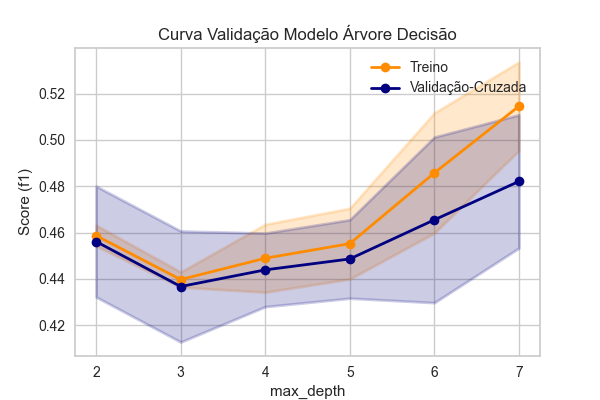 Curva Validação Modelo Árvore Decisão
Treino
Validação-Cruzada
Score (f1)
0.52
0.50
0.48
0.46
0.44
0.42
2 3 4 5 6 7
max_depth